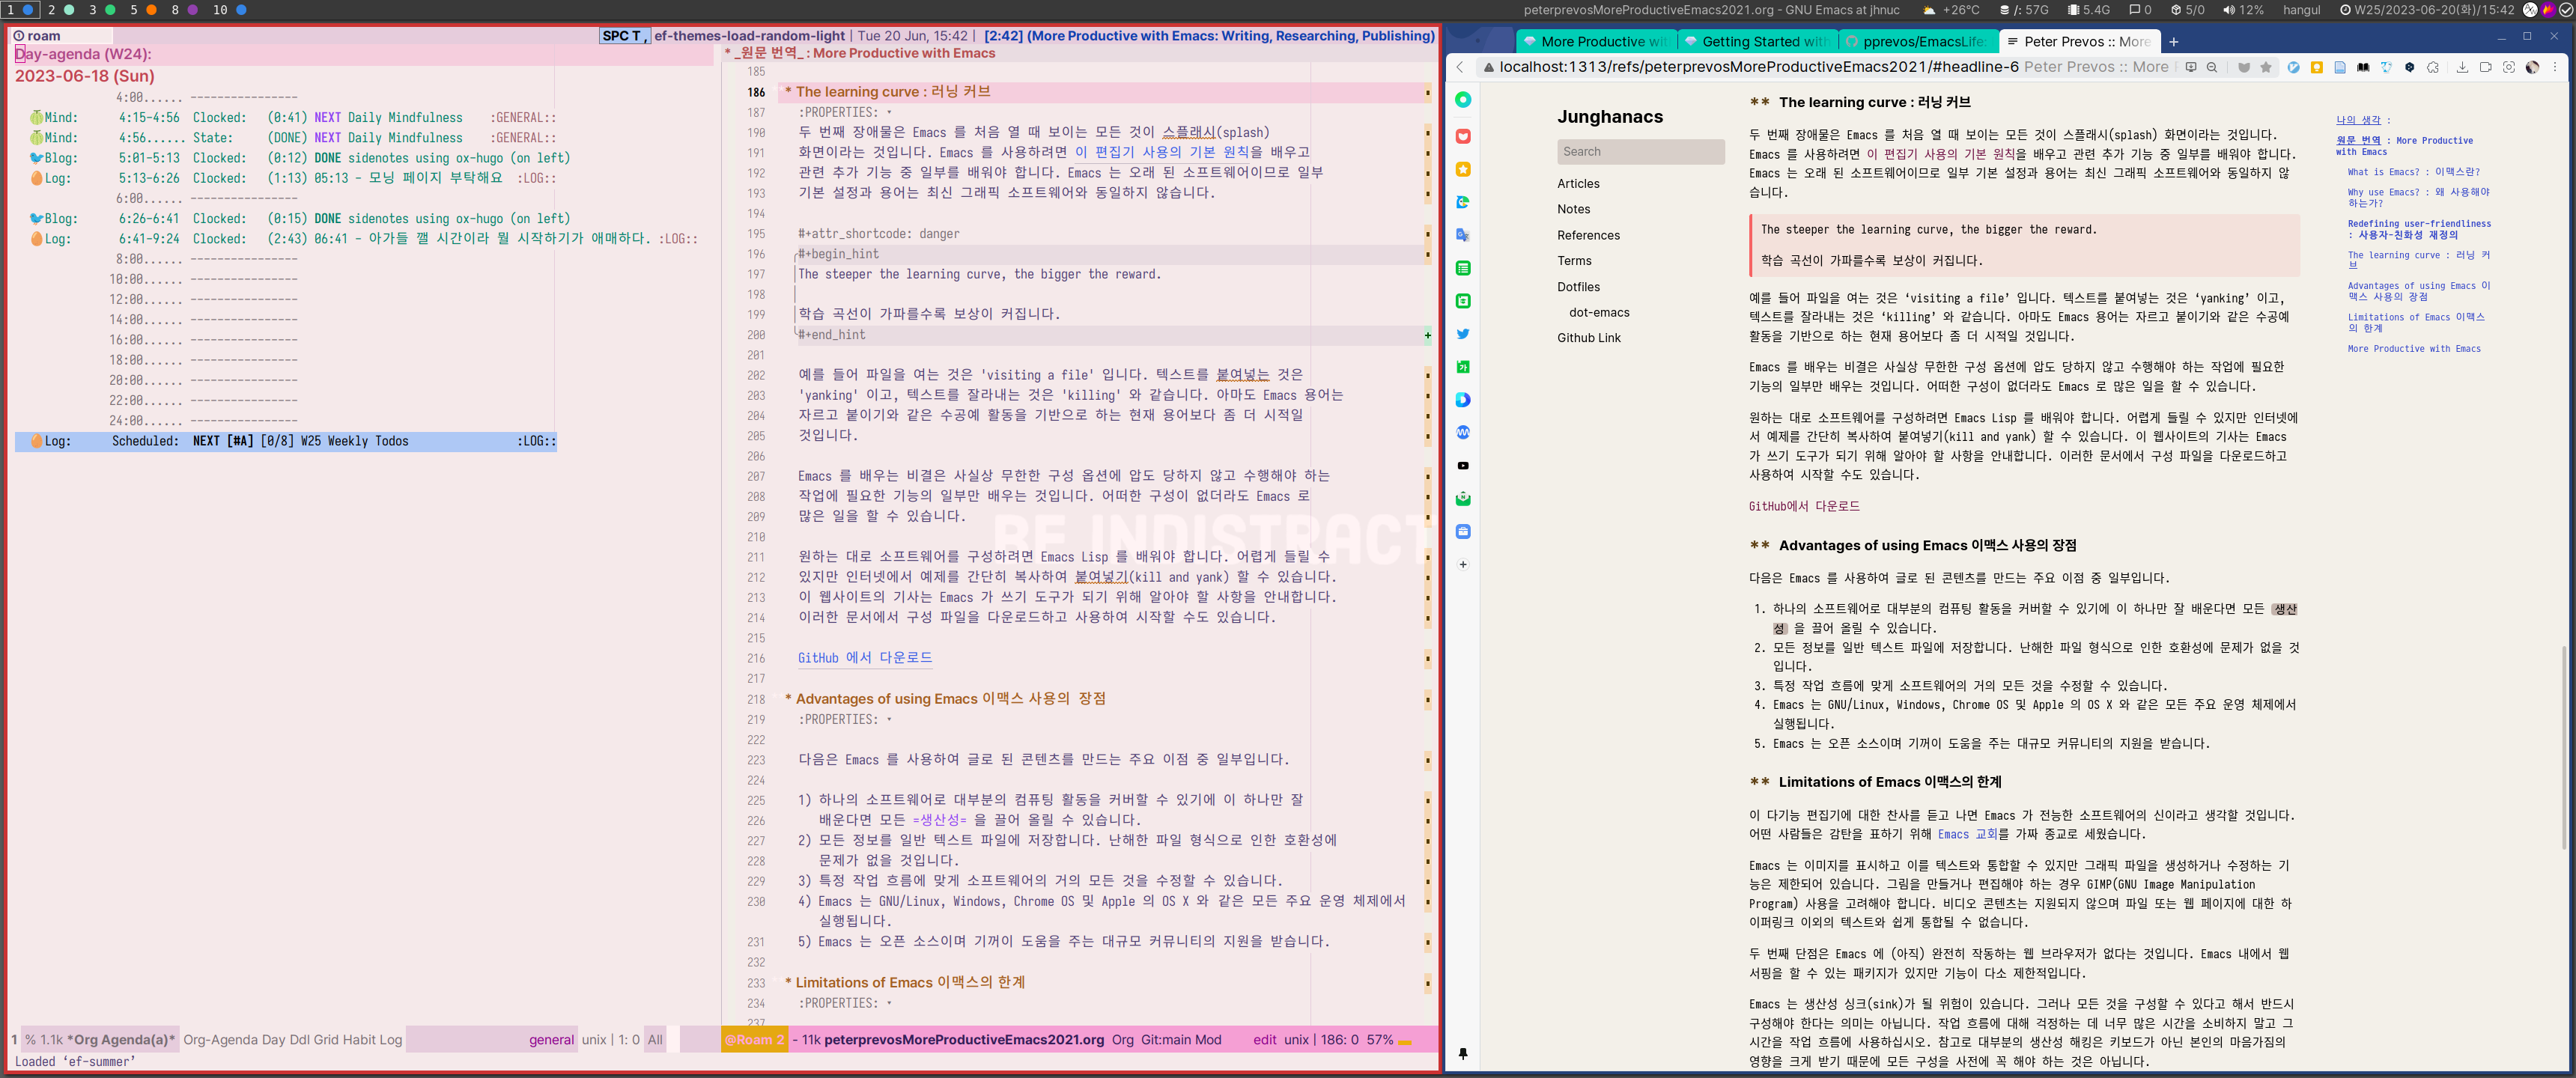 1 2 3 5 8 10
peterprevosMoreProductiveEmacs2021.org - GNU Emacs at jhnuc
+26°C /: 57G 5.4G 0 5/0 12% hangul W25/2023-06-20(화)/15:42
roam
SPC T , ef-themes-load-random-light | Tue 20 Jun, 15:42 | [2:42] (More Productive with Emacs: Writing, Researching, Publishing)
Day-agenda (W24):
2023-06-18 (Sun)
4:00...... ----------------
Mind: 4:15-4:56 Clocked: (0:41) NEXT Daily Mindfulness :GENERAL::
Mind: 4:56...... State: (DONE) NEXT Daily Mindfulness :GENERAL::
Blog: 5:01-5:13 Clocked: (0:12) DONE sidenotes using ox-hugo (on left)
Log: 5:13-6:26 Clocked: (1:13) 05:13 - 모닝 페이지 부탁해요 :LOG::
6:00...... ----------------
Blog: 6:26-6:41 Clocked: (0:15) DONE sidenotes using ox-hugo (on left)
Log: 6:41-9:24 Clocked: (2:43) 06:41 - 아가들 깰 시간이라 뭘 시작하기가 애매하다. :LOG::
8:00...... ----------------
10:00...... ----------------
12:00...... ----------------
14:00...... ----------------
16:00...... ----------------
18:00...... ----------------
20:00...... ----------------
22:00...... ----------------
24:00...... ----------------
Log: Scheduled: NEXT [#A] [0/8] W25 Weekly Todos :LOG::
1 % 1.1k *Org Agenda(a)* Org-Agenda Day Ddl Grid Habit Log general unix | 1: 0 All
Loaded ‘ef-summer’
* _원문 번역_ : More Productive with Emacs
185
186 * The learning curve : 러닝 커브
187 :PROPERTIES:
190 두 번째 장애물은 Emacs 를 처음 열 때 보이는 모든 것이 스플래시(splash)
191 화면이라는 것입니다. Emacs 를 사용하려면 이 편집기 사용의 기본 원칙을 배우고
192 관련 추가 기능 중 일부를 배워야 합니다. Emacs 는 오래 된 소프트웨어이므로 일부
193 기본 설정과 용어는 최신 그래픽 소프트웨어와 동일하지 않습니다.
194
195 #+attr_shortcode: danger
196 #+begin_hint
197 The steeper the learning curve, the bigger the reward.
198
199 학습 곡선이 가파를수록 보상이 커집니다.
200 #+end_hint
201
202 예를 들어 파일을 여는 것은 'visiting a file' 입니다. 텍스트를 붙여넣는 것은
203 'yanking' 이고, 텍스트를 잘라내는 것은 'killing' 와 같습니다. 아마도 Emacs 용어는
204 자르고 붙이기와 같은 수공예 활동을 기반으로 하는 현재 용어보다 좀 더 시적일
205 것입니다.
206
207 Emacs 를 배우는 비결은 사실상 무한한 구성 옵션에 압도 당하지 않고 수행해야 하는
208 작업에 필요한 기능의 일부만 배우는 것입니다. 어떠한 구성이 없더라도 Emacs 로
209 많은 일을 할 수 있습니다.
BE INDISTRACT
210
211 원하는 대로 소프트웨어를 구성하려면 Emacs Lisp 를 배워야 합니다. 어렵게 들릴 수
212 있지만 인터넷에서 예제를 간단히 복사하여 붙여넣기(kill and yank) 할 수 있습니다.
213 이 웹사이트의 기사는 Emacs 가 쓰기 도구가 되기 위해 알아야 할 사항을 안내합니다.
214 이러한 문서에서 구성 파일을 다운로드하고 사용하여 시작할 수도 있습니다.
215
216 GitHub 에서 다운로드
217
218 * Advantages of using Emacs 이맥스 사용의 장점
219 :PROPERTIES:
222
223 다음은 Emacs 를 사용하여 글로 된 콘텐츠를 만드는 주요 이점 중 일부입니다.
224
225 1) 하나의 소프트웨어로 대부분의 컴퓨팅 활동을 커버할 수 있기에 이 하나만 잘
226 배운다면 모든 =생산성= 을 끌어 올릴 수 있습니다.
227 2) 모든 정보를 일반 텍스트 파일에 저장합니다. 난해한 파일 형식으로 인한 호환성에
228 문제가 없을 것입니다.
229 3) 특정 작업 흐름에 맞게 소프트웨어의 거의 모든 것을 수정할 수 있습니다.
230 4) Emacs 는 GNU/Linux, Windows, Chrome OS 및 Apple 의 OS X 와 같은 모든 주요 운영 체제에서
실행됩니다.
231 5) Emacs 는 오픈 소스이며 기꺼이 도움을 주는 대규모 커뮤니티의 지원을 받습니다.
232
233 * Limitations of Emacs 이맥스의 한계
234 :PROPERTIES:
237
@Roam 2 - 11k peterprevosMoreProductiveEmacs2021.org Org Git:main Mod edit unix | 186: 0 57%
More Productive wit
Getting Started with
pprevos/EmacsLife:
Peter Prevos :: More
localhost:1313/refs/peterprevosMoreProductiveEmacs2021/#headline-6 Peter Prevos :: More P
Junghanacs
Search
Articles
Notes
References
Terms
Dotfiles
dot-emacs
Github Link
** The learning curve : 러닝 커브
두 번째 장애물은 Emacs 를 처음 열 때 보이는 모든 것이 스플래시(splash) 화면이라는 것입니다.
Emacs 를 사용하려면 이 편집기 사용의 기본 원칙을 배우고 관련 추가 기능 중 일부를 배워야 합니다.
Emacs 는 오래 된 소프트웨어이므로 일부 기본 설정과 용어는 최신 그래픽 소프트웨어와 동일하지 않
습니다.
The steeper the learning curve, the bigger the reward.
학습 곡선이 가파를수록 보상이 커집니다.
예를 들어 파일을 여는 것은 ‘visiting a file’ 입니다. 텍스트를 붙여넣는 것은 ‘yanking’ 이고,
텍스트를 잘라내는 것은 ‘killing’ 와 같습니다. 아마도 Emacs 용어는 자르고 붙이기와 같은 수공예
활동을 기반으로 하는 현재 용어보다 좀 더 시적일 것입니다.
Emacs 를 배우는 비결은 사실상 무한한 구성 옵션에 압도 당하지 않고 수행해야 하는 작업에 필요한
기능의 일부만 배우는 것입니다. 어떠한 구성이 없더라도 Emacs 로 많은 일을 할 수 있습니다.
원하는 대로 소프트웨어를 구성하려면 Emacs Lisp 를 배워야 합니다. 어렵게 들릴 수 있지만 인터넷에
서 예제를 간단히 복사하여 붙여넣기(kill and yank) 할 수 있습니다. 이 웹사이트의 기사는 Emacs
가 쓰기 도구가 되기 위해 알아야 할 사항을 안내합니다. 이러한 문서에서 구성 파일을 다운로드하고
사용하여 시작할 수도 있습니다.
GitHub에서 다운로드
** Advantages of using Emacs 이맥스 사용의 장점
다음은 Emacs 를 사용하여 글로 된 콘텐츠를 만드는 주요 이점 중 일부입니다.
1. 하나의 소프트웨어로 대부분의 컴퓨팅 활동을 커버할 수 있기에 이 하나만 잘 배운다면 모든 생산
성 을 끌어 올릴 수 있습니다.
2. 모든 정보를 일반 텍스트 파일에 저장합니다. 난해한 파일 형식으로 인한 호환성에 문제가 없을 것
입니다.
3. 특정 작업 흐름에 맞게 소프트웨어의 거의 모든 것을 수정할 수 있습니다.
4. Emacs 는 GNU/Linux, Windows, Chrome OS 및 Apple 의 OS X 와 같은 모든 주요 운영 체제에서
실행됩니다.
5. Emacs 는 오픈 소스이며 기꺼이 도움을 주는 대규모 커뮤니티의 지원을 받습니다.
** Limitations of Emacs 이맥스의 한계
이 다기능 편집기에 대한 찬사를 듣고 나면 Emacs 가 전능한 소프트웨어의 신이라고 생각할 것입니다.
어떤 사람들은 감탄을 표하기 위해 Emacs 교회를 가짜 종교로 세웠습니다.
Emacs 는 이미지를 표시하고 이를 텍스트와 통합할 수 있지만 그래픽 파일을 생성하거나 수정하는 기
능은 제한되어 있습니다. 그림을 만들거나 편집해야 하는 경우 GIMP(GNU Image Manipulation
Program) 사용을 고려해야 합니다. 비디오 콘텐츠는 지원되지 않으며 파일 또는 웹 페이지에 대한 하
이퍼링크 이외의 텍스트와 쉽게 통합될 수 없습니다.
두 번째 단점은 Emacs 에 (아직) 완전히 작동하는 웹 브라우저가 없다는 것입니다. Emacs 내에서 웹
서핑을 할 수 있는 패키지가 있지만 기능이 다소 제한적입니다.
Emacs 는 생산성 싱크(sink)가 될 위험이 있습니다. 그러나 모든 것을 구성할 수 있다고 해서 반드시
구성해야 한다는 의미는 아닙니다. 작업 흐름에 대해 걱정하는 데 너무 많은 시간을 소비하지 말고 그
시간을 작업 흐름에 사용하십시오. 참고로 대부분의 생산성 해킹은 키보드가 아닌 본인의 마음가짐의
영향을 크게 받기 때문에 모든 구성을 사전에 꼭 해야 하는 것은 아닙니다.
나의 생각 :
원문 번역 : More Productive
with Emacs
What is Emacs? : 이맥스란?
Why use Emacs? : 왜 사용해야
하는가?
Redefining user-friendliness
: 사용자-친화성 재정의
The learning curve : 러닝 커
브
Advantages of using Emacs 이
맥스 사용의 장점
Limitations of Emacs 이맥스
의 한계
More Productive with Emacs